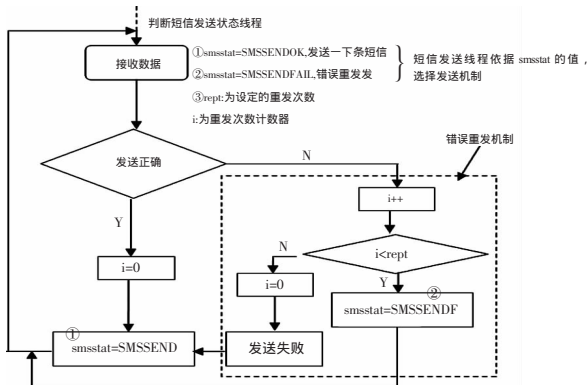 判断短信发送状态线程
接收数据
①smsstat=SMSSENDOK,发送一下条短信
②smsstat=SMSSENDFAIL,错误重发发
③rept:为设定的重发次数
i:为重发次数计数器
短信发送线程依据 smsstat 的值，
选择发送机制
发送正确
N
错误重发机制
Y
i++
i<rept
N
Y
i=0
i=0
②
smsstat=SMSSENDF
①
smsstat=SMSSEND
发送失败